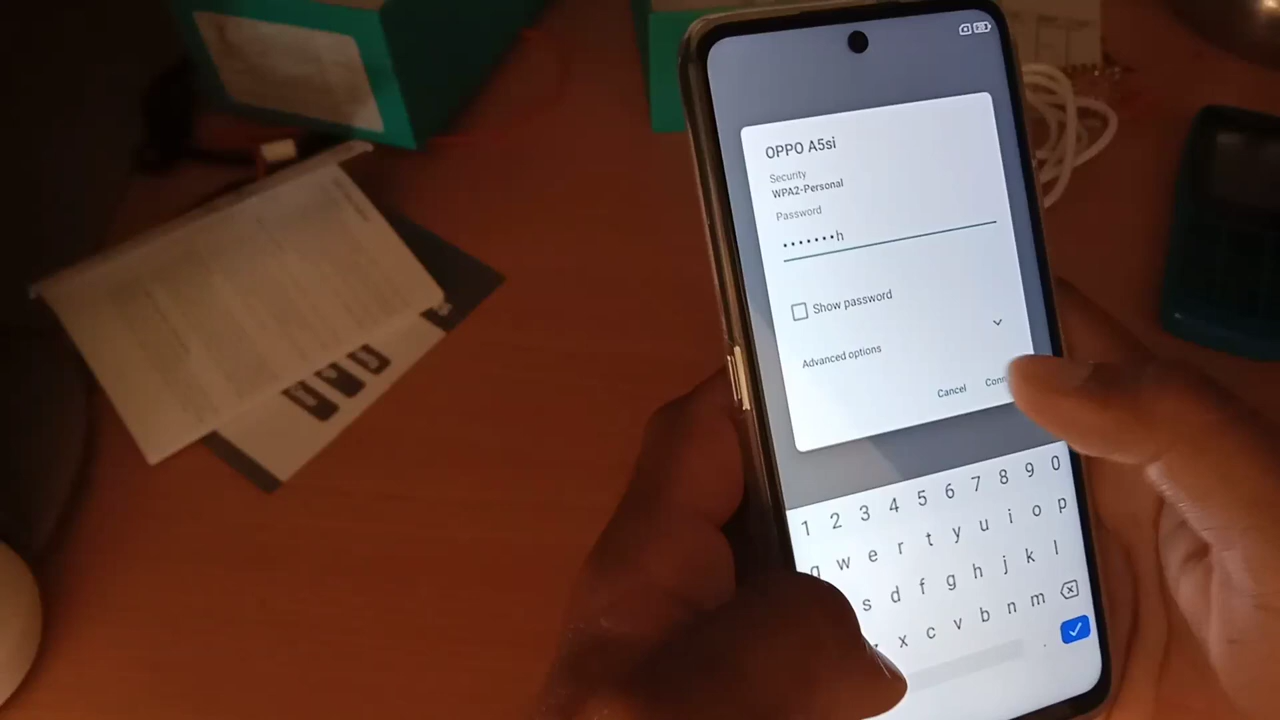 OPPO A5si
Security
WPA2-Personal
Password
•••••••h
Show password
Advanced options
Cancel
1 2 3 4 5 6 7 8 9 0
q w e r t y u i o p
s d f g h j k l
x c v b n m
.